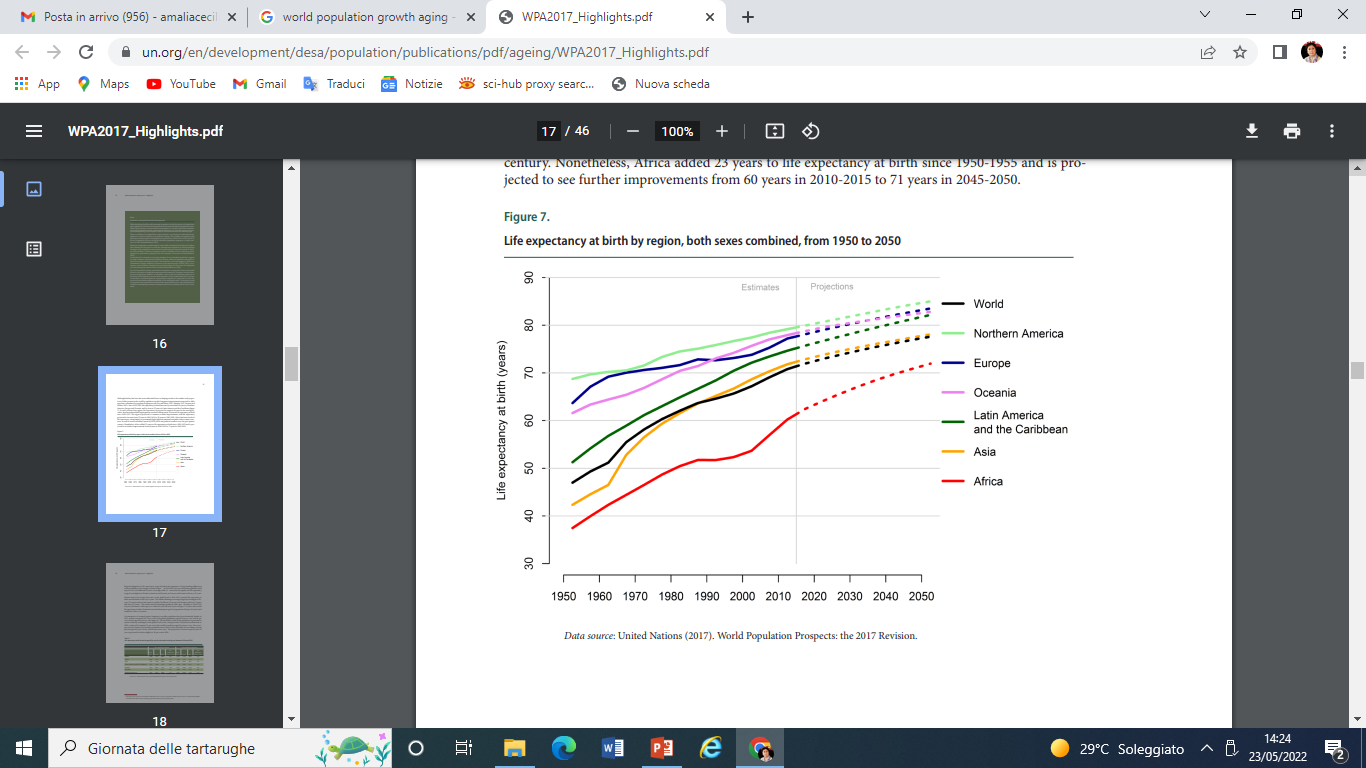 Posta in arrivo (956) - amaliacecil
world population growth aging -
WPA2017_Highlights.pdf
un.org/en/development/desa/population/publications/pdf/ageing/WPA2017_Highlights.pdf
App
Maps
YouTube
Gmail
Traduci
Notizie
sci-hub proxy searc...
Nuova scheda
WPA2017_Highlights.pdf
17 / 46
100%
16
17
18
century. Nonetheless, Africa added 23 years to life expectancy at birth since 1950-1955 and is pro-
jected to see further improvements from 60 years in 2010-2015 to 71 years in 2045-2050.
Figure 7.
Life expectancy at birth by region, both sexes combined, from 1950 to 2050
Estimates
Projections
Life expectancy at birth (years)
90
80
70
60
50
40
30
1950 1960 1970 1980 1990 2000 2010 2020 2030 2040 2050
World
Northern America
Europe
Oceania
Latin America
and the Caribbean
Asia
Africa
Data source: United Nations (2017). World Population Prospects: the 2017 Revision.
Giornata delle tartarughe
29°C Soleggiato
14:24
23/05/2022
2